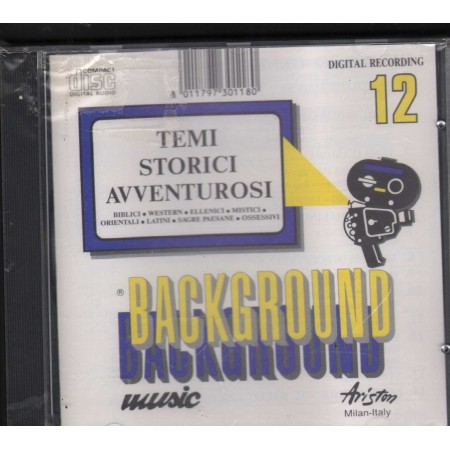 COMPACT
disc
DIGITAL AUDIO
8 011797 301180
DIGITAL RECORDING
12
TEMI
STORICI
AVVENTUROSI
BIBLICI • WESTERN • ELLENICI • MISTICI •
ORIENTALI • LATINI • SAGRE PAESANE • OSSESSIVI
® BACKGROUND
BACKGROUND
music
Ariston
Milan-Italy